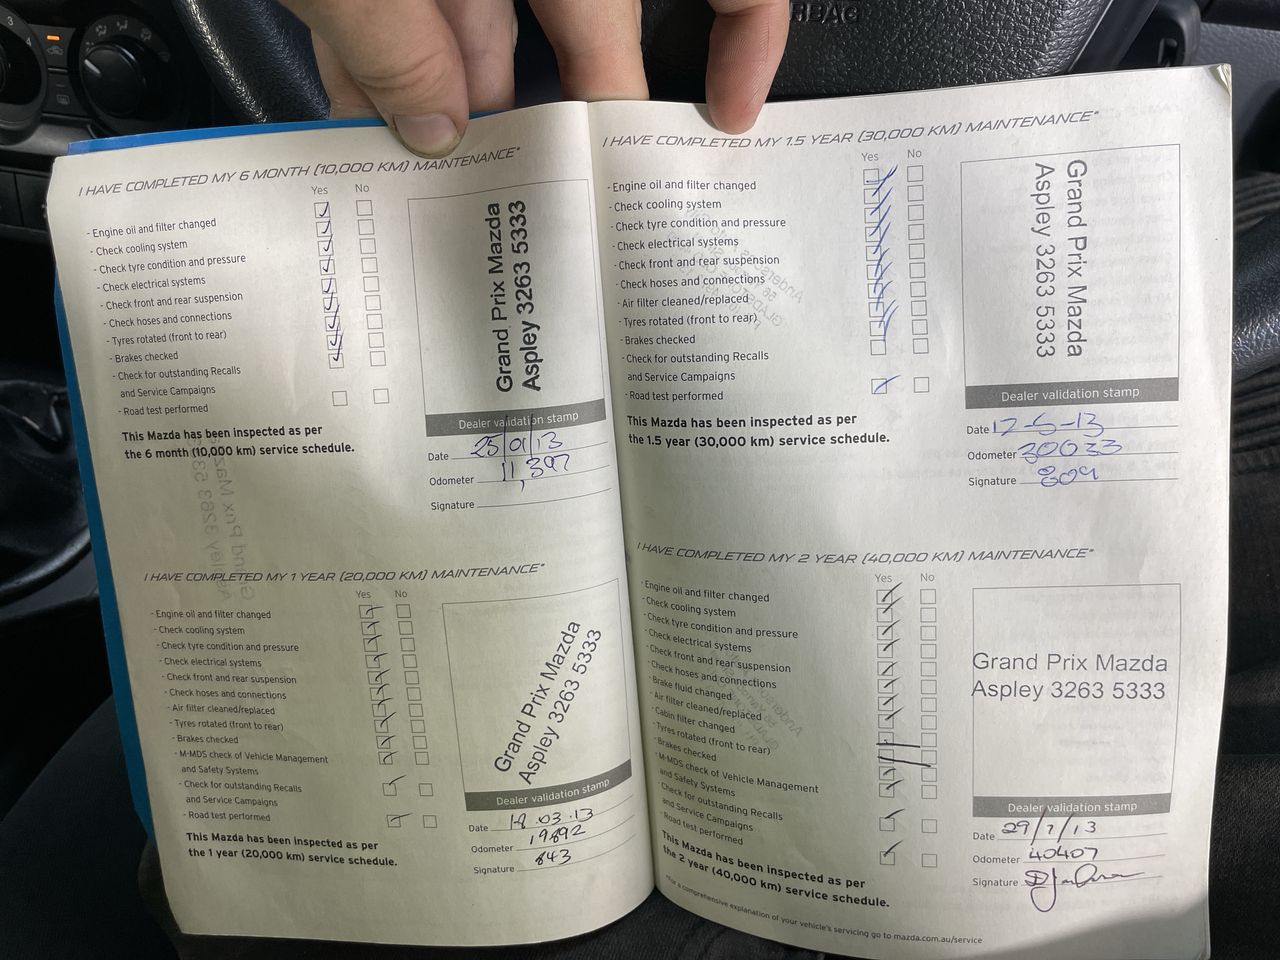 AIRBAG
I HAVE COMPLETED MY 6 MONTH (10,000 KM) MAINTENANCE*
Yes No
- Engine oil and filter changed
- Check cooling system
- Check tyre condition and pressure
- Check electrical systems
- Check front and rear suspension
- Check hoses and connections
- Tyres rotated (front to rear)
- Brakes checked
- Check for outstanding Recalls
and Service Campaigns
- Road test performed
This Mazda has been inspected as per
the 6 month (10,000 km) service schedule.
Grand Prix Mazda
Aspley 3263 5333
Dealer validation stamp
Date 25/01/13
Odometer 11,397
Signature
I HAVE COMPLETED MY 1 YEAR (20,000 KM) MAINTENANCE*
Yes No
- Engine oil and filter changed
- Check cooling system
- Check tyre condition and pressure
- Check electrical systems
- Check front and rear suspension
- Check hoses and connections
- Air filter cleaned/replaced
- Tyres rotated (front to rear)
- Brakes checked
- M-MDS check of Vehicle Management
and Safety Systems
- Check for outstanding Recalls
and Service Campaigns
- Road test performed
This Mazda has been inspected as per
the 1 year (20,000 km) service schedule.
Grand Prix Mazda
Aspley 3263 5333
Dealer validation stamp
Date 18.03.13
Odometer 19892
Signature 843
I HAVE COMPLETED MY 1.5 YEAR (30,000 KM) MAINTENANCE*
Yes No
- Engine oil and filter changed
- Check cooling system
- Check tyre condition and pressure
- Check electrical systems
- Check front and rear suspension
- Check hoses and connections
- Air filter cleaned/replaced
- Tyres rotated (front to rear)
- Brakes checked
- Check for outstanding Recalls
and Service Campaigns
- Road test performed
This Mazda has been inspected as per
the 1.5 year (30,000 km) service schedule.
Grand Prix Mazda
Aspley 3263 5333
Dealer validation stamp
Date 17-5-13
Odometer 30033
Signature 809
I HAVE COMPLETED MY 2 YEAR (40,000 KM) MAINTENANCE*
Yes No
- Engine oil and filter changed
- Check cooling system
- Check tyre condition and pressure
- Check electrical systems
- Check front and rear suspension
- Check hoses and connections
- Brake fluid changed
- Air filter cleaned/replaced
- Cabin filter changed
- Tyres rotated (front to rear)
- Brakes checked
- M-MDS check of Vehicle Management
and Safety Systems
- Check for outstanding Recalls
and Service Campaigns
- Road test performed
This Mazda has been inspected as per
the 2 year (40,000 km) service schedule.
Grand Prix Mazda
Aspley 3263 5333
Dealer validation stamp
Date 29/7/13
Odometer 40407
Signature
*For a comprehensive explanation of your vehicle's servicing go to mazda.com.au/service